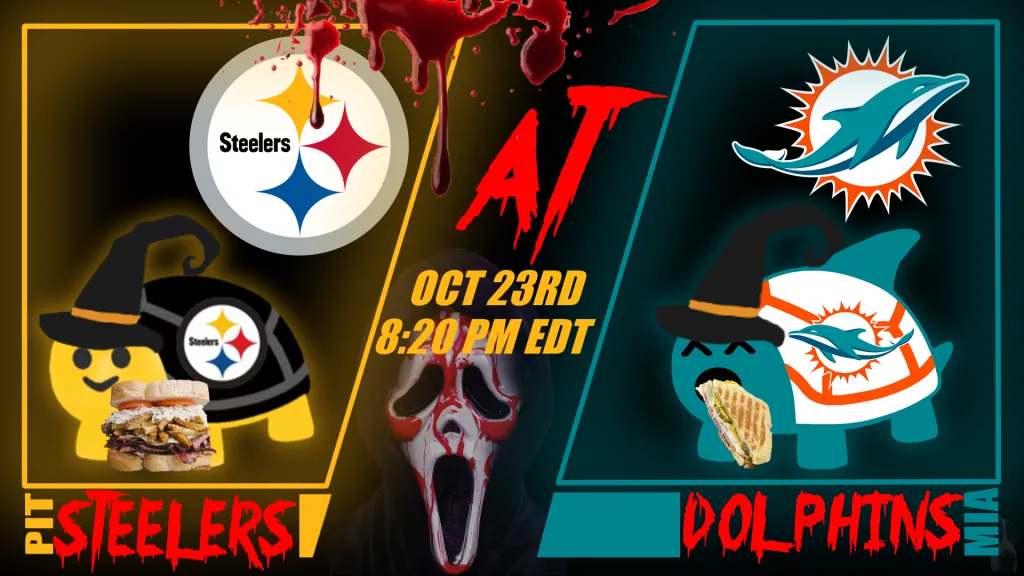 Steelers
AT
OCT 23RD
8:20 PM EDT
Steelers
PIT
STEELERS
DOLPHINS
MIA